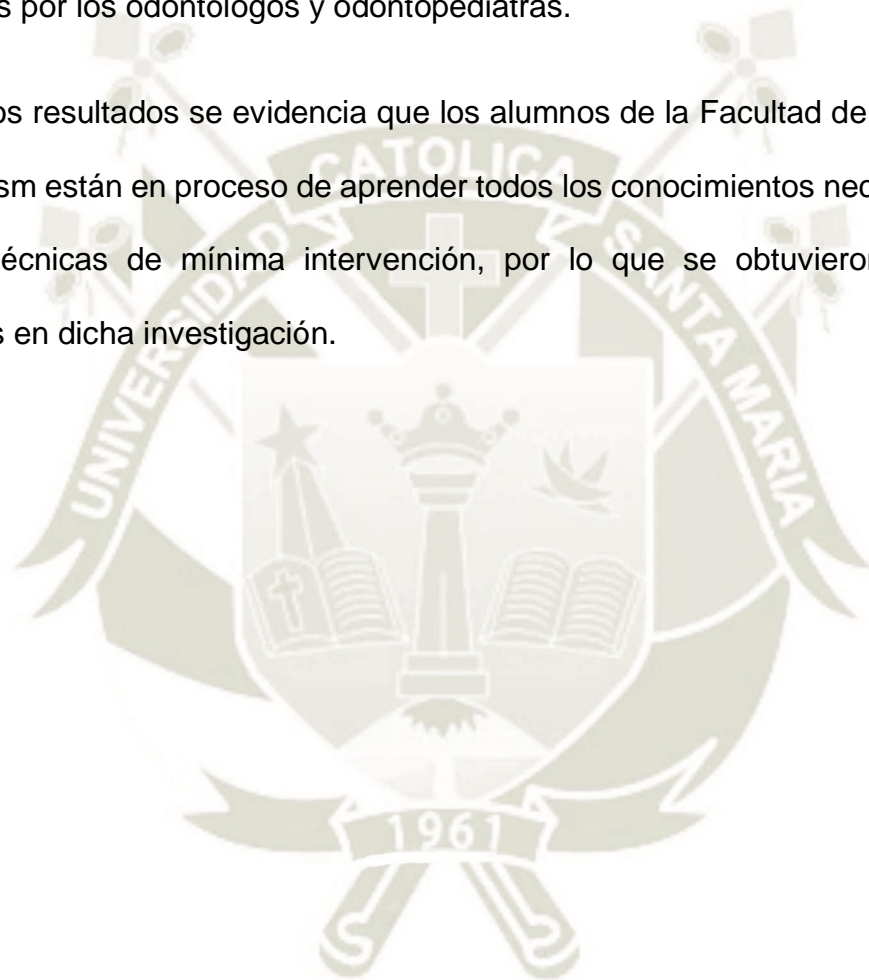 s por los odontólogos y odontopediatras.
os resultados se evidencia que los alumnos de la Facultad de
sm están en proceso de aprender todos los conocimientos nec
écnicas de mínima intervención, por lo que se obtuviero
s en dicha investigación.
UNIVERSIDAD CATOLICA SANTA MARIA
1961